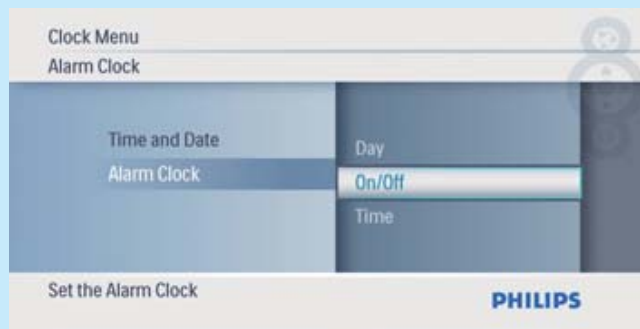 Clock Menu
Alarm Clock
Time and Date
Alarm Clock
Day
On/Off
Time
Set the Alarm Clock
PHILIPS